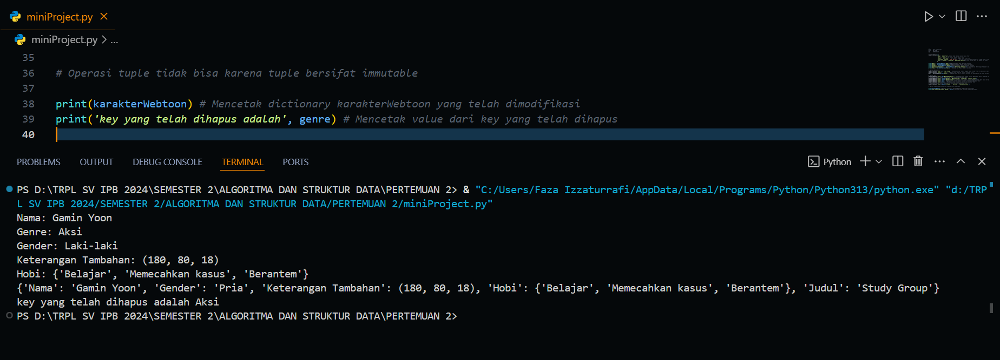 miniProject.py
miniProject.py > ...
35
36 # Operasi tuple tidak bisa karena tuple bersifat immutable
37
38 print(karakterWebtoon) # Mencetak dictionary karakterWebtoon yang telah dimodifikasi
39 print('key yang telah dihapus adalah', genre) # Mencetak value dari key yang telah dihapus
40
PROBLEMS OUTPUT DEBUG CONSOLE TERMINAL PORTS Python
PS D:\TRPL SV IPB 2024\SEMESTER 2\ALGORITMA DAN STRUKTUR DATA\PERTEMUAN 2> & "C:/Users/Faza Izzaturrafi/AppData/Local/Programs/Python/Python313/python.exe" "d:/TRP
L SV IPB 2024/SEMESTER 2/ALGORITMA DAN STRUKTUR DATA/PERTEMUAN 2/miniProject.py"
Nama: Gamin Yoon
Genre: Aksi
Gender: Laki-laki
Keterangan Tambahan: (180, 80, 18)
Hobi: {'Belajar', 'Memecahkan kasus', 'Berantem'}
{'Nama': 'Gamin Yoon', 'Gender': 'Pria', 'Keterangan Tambahan': (180, 80, 18), 'Hobi': {'Belajar', 'Memecahkan kasus', 'Berantem'}, 'Judul': 'Study Group'}
key yang telah dihapus adalah Aksi
PS D:\TRPL SV IPB 2024\SEMESTER 2\ALGORITMA DAN STRUKTUR DATA\PERTEMUAN 2>